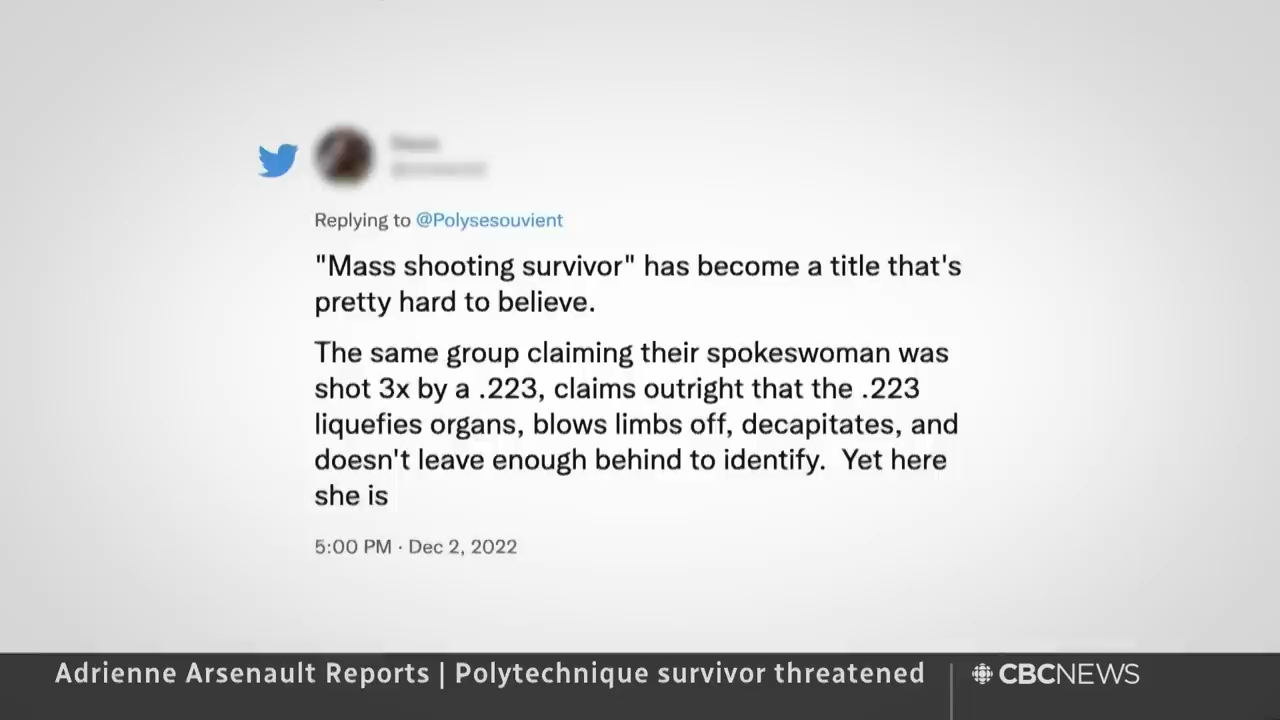 Replying to @Polysesouvient
"Mass shooting survivor" has become a title that's
pretty hard to believe.
The same group claiming their spokeswoman was
shot 3x by a .223, claims outright that the .223
liquefies organs, blows limbs off, decapitates, and
doesn't leave enough behind to identify.  Yet here
she is
5:00 PM · Dec 2, 2022
Adrienne Arsenault Reports | Polytechnique survivor threatened
CBCNEWS